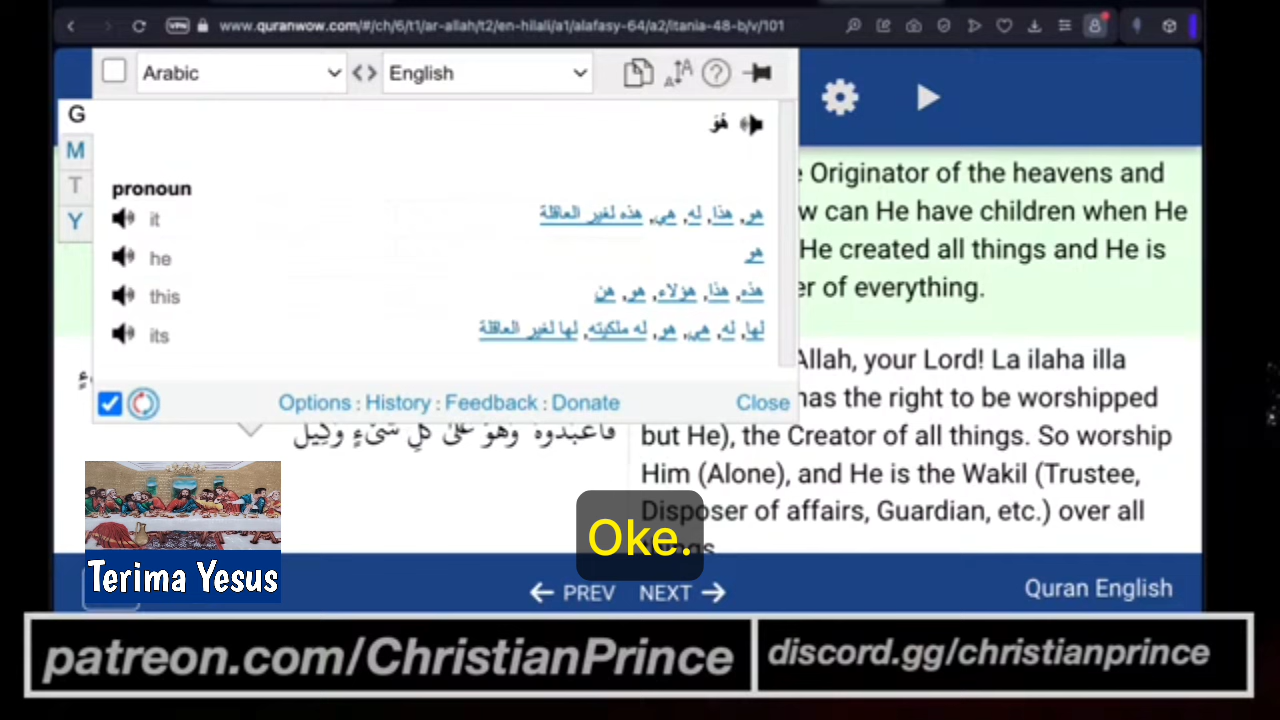 www.quranwow.com/#/ch/6/t1/ar-allah/t2/en-hilali/a1/alafasy-64/a2/itania-48-b/v/101
VPN
Arabic
English
G
M
T
Y
هُوَ
pronoun
it
هو, هذا, له, هي, هذه لغير العاقلة
he
هو
this
هذه, هذا, هؤلاء, هو, هن
its
لها, له, هي, هو, له ملكيته, لها لغير العاقلة
Options : History : Feedback : Donate
Close
Originator of the heavens and
w can He have children when He
He created all things and He is
er of everything.
Allah, your Lord! La ilaha illa
has the right to be worshipped
but He), the Creator of all things. So worship
Him (Alone), and He is the Wakil (Trustee,
Disposer of affairs, Guardian, etc.) over all
things
فَاعْبُدُوهُ وَهُوَ عَلَىٰ كُلِّ شَيْءٍ وَكِيلٌ
Oke.
Terima Yesus
PREV
NEXT
Quran English
patreon.com/ChristianPrince
discord.gg/christianprince